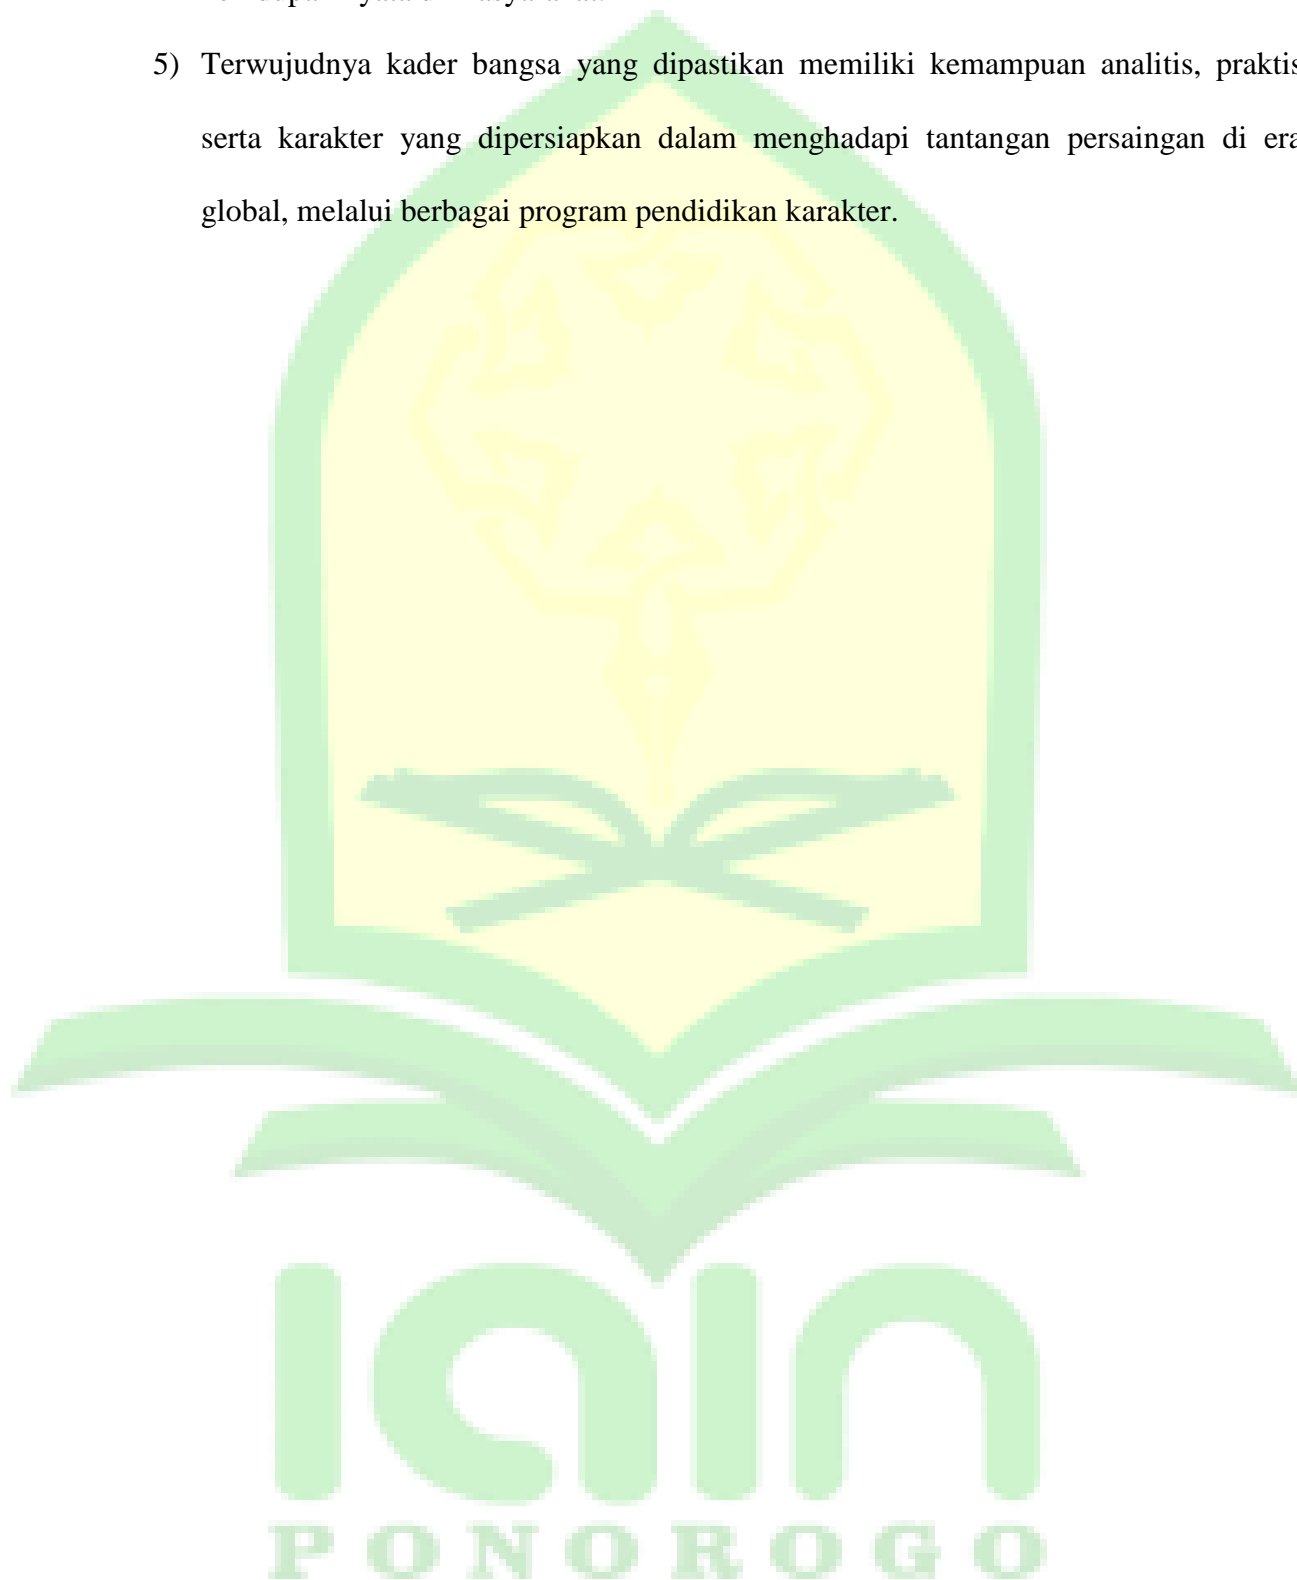 5) Terwujudnya kader bangsa yang dipastikan memiliki kemampuan analitis, praktis
serta karakter yang dipersiapkan dalam menghadapi tantangan persaingan di era
global, melalui berbagai program pendidikan karakter.
iain
PONOROGO